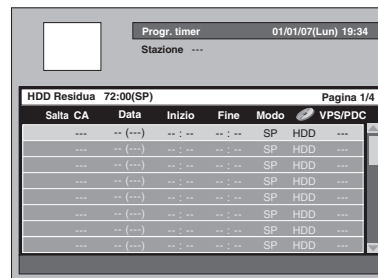 Progr. timer 01/01/07(Lun) 19:34
Stazione ---
HDD Residua 72:00(SP) Pagina 1/4
Salta CA Data Inizio Fine Modo VPS/PDC
--- -- (---) -- : -- -- : -- SP HDD ---
--- -- (---) -- : -- -- : -- SP HDD ---
--- -- (---) -- : -- -- : -- SP HDD ---
--- -- (---) -- : -- -- : -- SP HDD ---
--- -- (---) -- : -- -- : -- SP HDD ---
--- -- (---) -- : -- -- : -- SP HDD ---
--- -- (---) -- : -- -- : -- SP HDD ---
--- -- (---) -- : -- -- : -- SP HDD ---